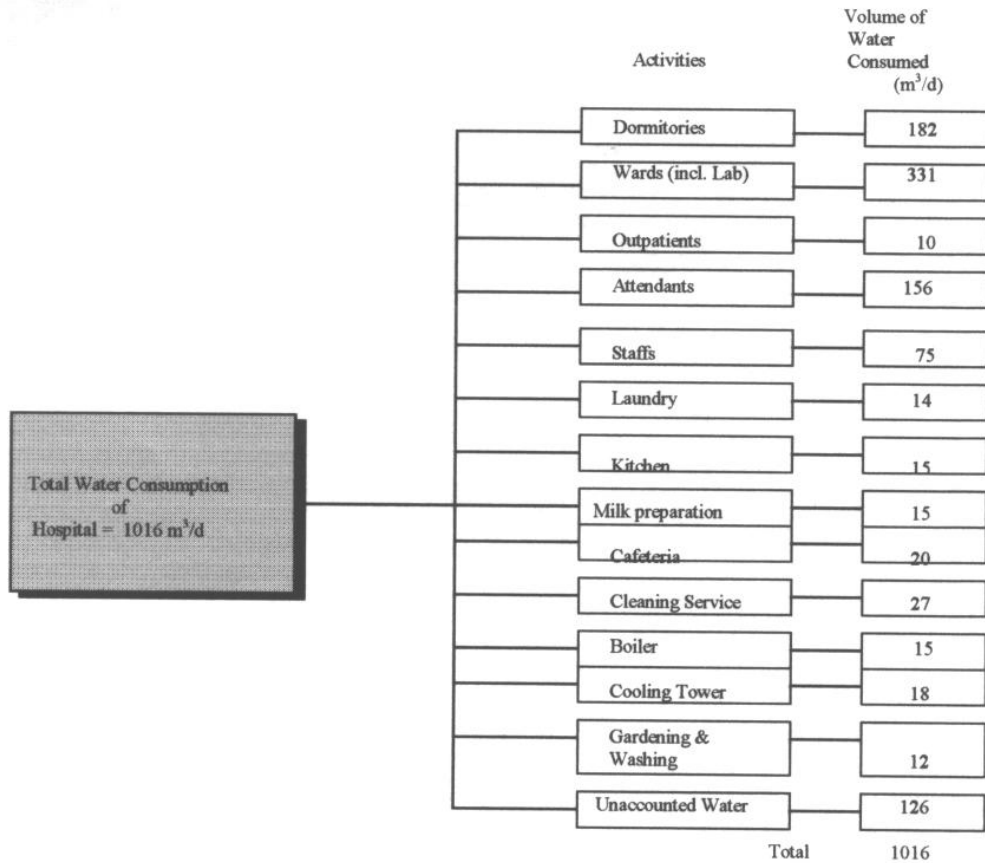 Volume of
Water
Activities
Consumed
(m³/d)
Dormitories 182
Wards (incl. Lab) 331
Outpatients 10
Attendants 156
Staffs 75
Laundry 14
Kitchen 15
Total Water Consumption
of
Hospital = 1016 m³/d
Milk preparation 15
Cafeteria 20
Cleaning Service 27
Boiler 15
Cooling Tower 18
Gardening &
Washing 12
Unaccounted Water 126
Total 1016